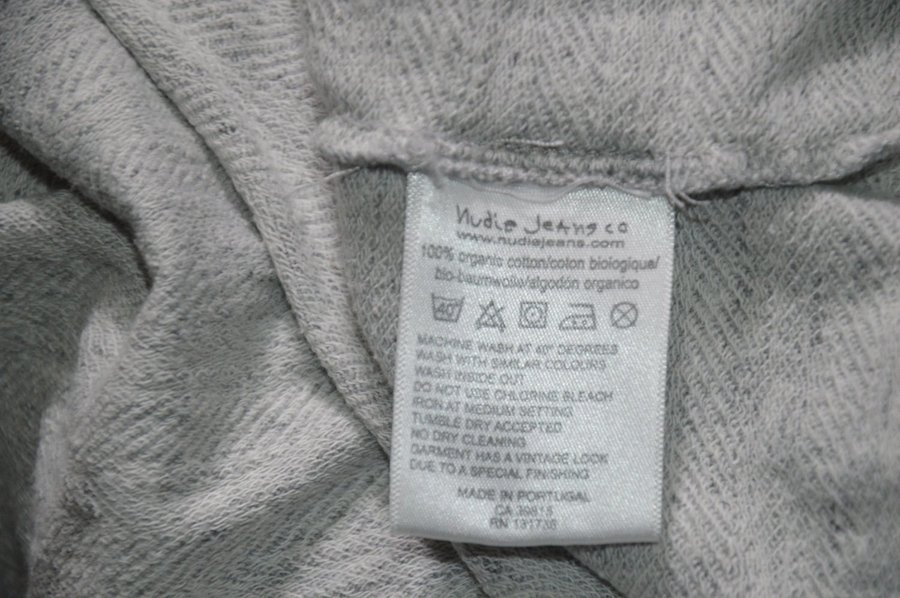 nudie jeans co
www.nudiejeans.com
100% organic cotton/coton biologique/
bio-baumwolle/algodón organico
40°
MACHINE WASH AT 40° DEGREES
WASH WITH SIMILAR COLOURS
WASH INSIDE OUT
DO NOT USE CHLORINE BLEACH
IRON AT MEDIUM SETTING
TUMBLE DRY ACCEPTED
NO DRY CLEANING
GARMENT HAS A VINTAGE LOOK
DUE TO A SPECIAL FINISHING
MADE IN PORTUGAL
CA 39815
RN 131738